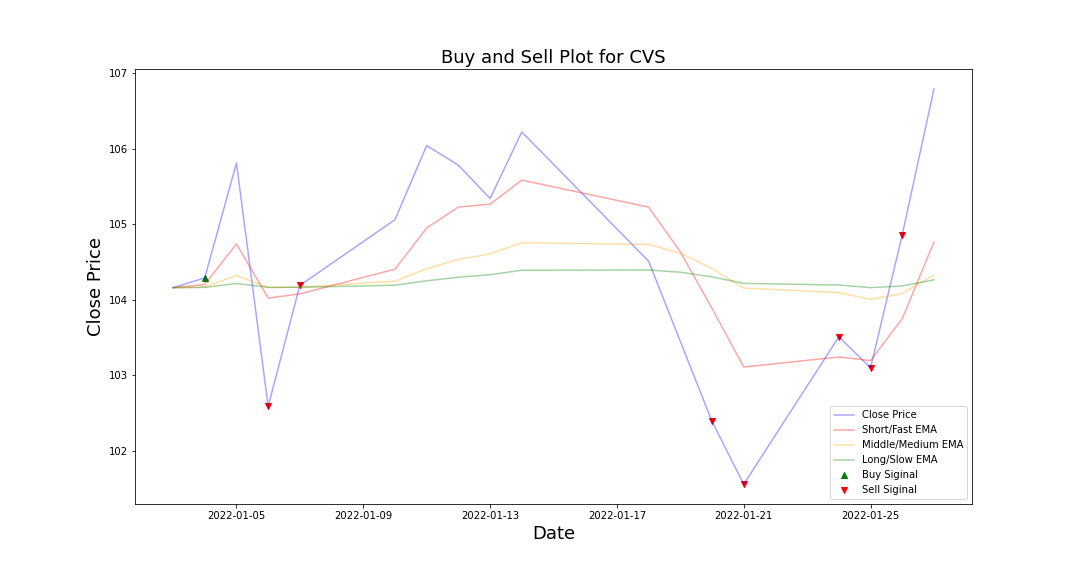 Buy and Sell Plot for CVS
107
106
105
104
103
102
Close Price
2022-01-05
2022-01-09
2022-01-13
2022-01-17
2022-01-21
2022-01-25
Date
Close Price
Short/Fast EMA
Middle/Medium EMA
Long/Slow EMA
Buy Siginal
Sell Siginal